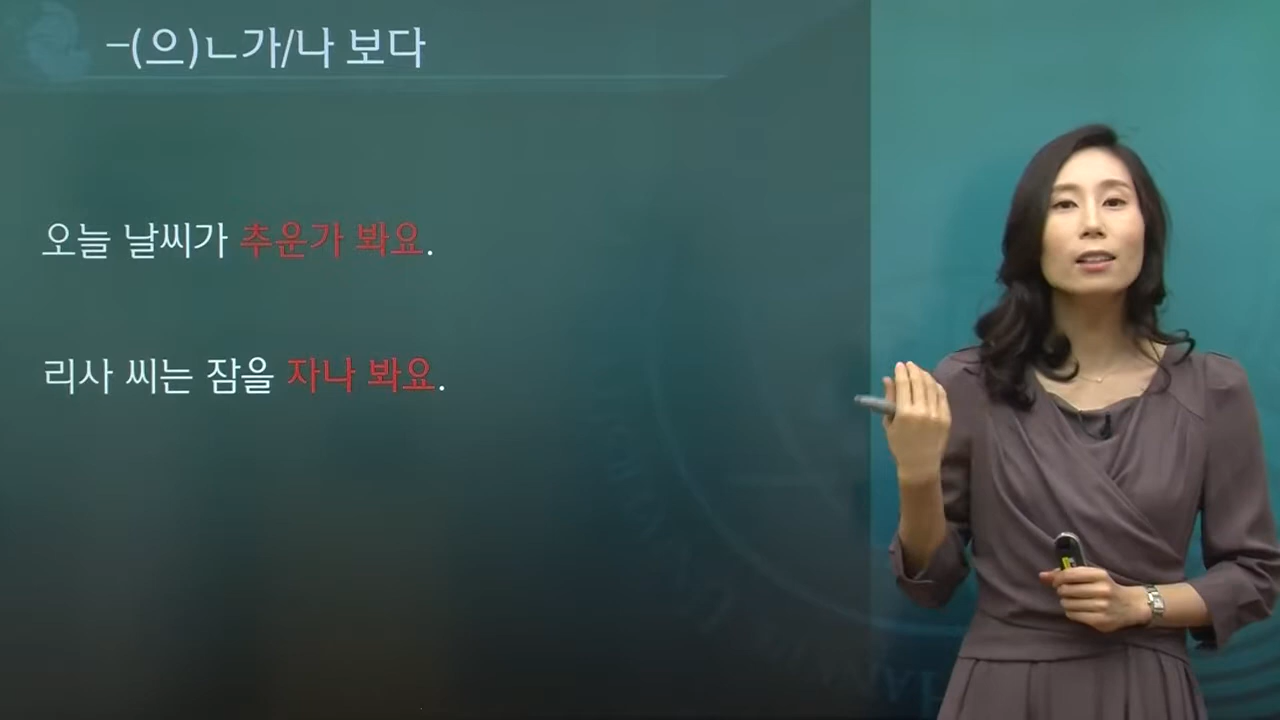 -(으)ㄴ가/나 보다
오늘 날씨가 추운가 봐요.
리사 씨는 잠을 자나 봐요.